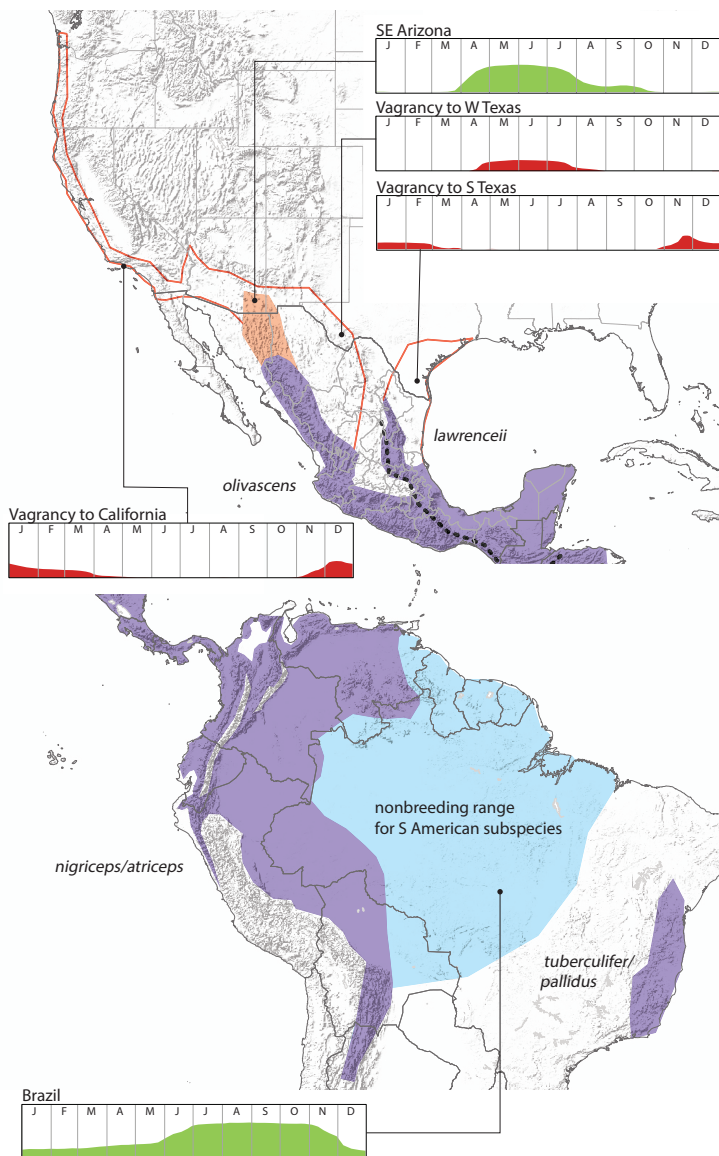 SE Arizona
J F M A M J J A S O N D
Vagrancy to W Texas
J F M A M J J A S O N D
Vagrancy to S Texas
J F M A M J J A S O N D
lawrenceii
olivascens
Vagrancy to California
J F M A M J J A S O N D
nonbreeding range
for S American subspecies
nigriceps/atriceps
tuberculifer/
pallidus
Brazil
J F M A M J J A S O N D